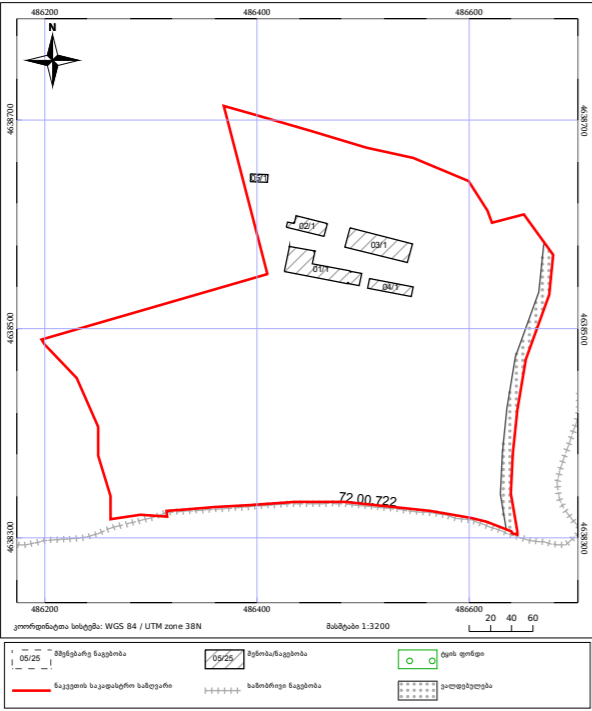 486200 486400 486600
N
4638700 4638700
05/1
02/1
03/1
01/1
04/1
4638500 4638500
72.00.722
4638300 4638300
486200 486400 486600
კოორდინატთა სისტემა: WGS 84 / UTM zone 38N მასშტაბი 1:3200 20 40 60
05/25 მშენებარე ნაგებობა 05/25 შენობა/ნაგებობა ტყის ფონდი
ნაკვეთის საკადასტრო საზღვარი ხაზობრივი ნაგებობა ვალდებულება